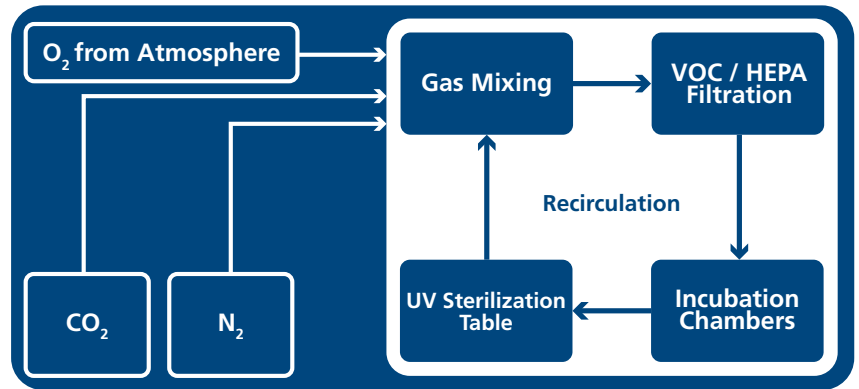 O₂ from Atmosphere
Gas Mixing
VOC / HEPA
Filtration
Recirculation
CO₂
N₂
UV Sterilization
Table
Incubation
Chambers